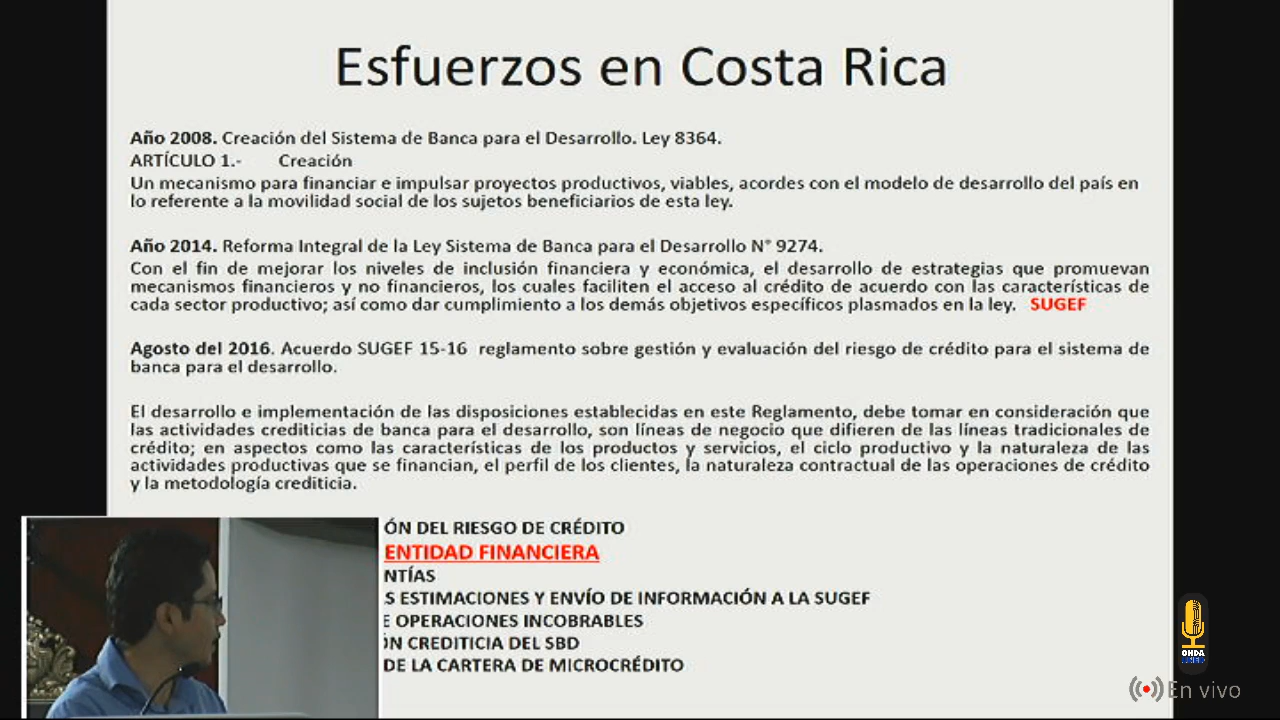 Esfuerzos en Costa Rica
Año 2008. Creación del Sistema de Banca para el Desarrollo. Ley 8364.
ARTÍCULO 1.- Creación
Un mecanismo para financiar e impulsar proyectos productivos, viables, acordes con el modelo de desarrollo del país en
lo referente a la movilidad social de los sujetos beneficiarios de esta ley.
Año 2014. Reforma Integral de la Ley Sistema de Banca para el Desarrollo N° 9274.
Con el fin de mejorar los niveles de inclusión financiera y económica, el desarrollo de estrategias que promuevan
mecanismos financieros y no financieros, los cuales faciliten el acceso al crédito de acuerdo con las características de
cada sector productivo; así como dar cumplimiento a los demás objetivos específicos plasmados en la ley. SUGEF
Agosto del 2016. Acuerdo SUGEF 15-16 reglamento sobre gestión y evaluación del riesgo de crédito para el sistema de
banca para el desarrollo.
El desarrollo e implementación de las disposiciones establecidas en este Reglamento, debe tomar en consideración que
las actividades crediticias de banca para el desarrollo, son líneas de negocio que difieren de las líneas tradicionales de
crédito; en aspectos como las características de los productos y servicios, el ciclo productivo y la naturaleza de las
actividades productivas que se financian, el perfil de los clientes, la naturaleza contractual de las operaciones de crédito
y la metodología crediticia.
ÓN DEL RIESGO DE CRÉDITO
ENTIDAD FINANCIERA
NTÍAS
S ESTIMACIONES Y ENVÍO DE INFORMACIÓN A LA SUGEF
E OPERACIONES INCOBRABLES
ÓN CREDITICIA DEL SBD
DE LA CARTERA DE MICROCRÉDITO
ONDA
En vivo